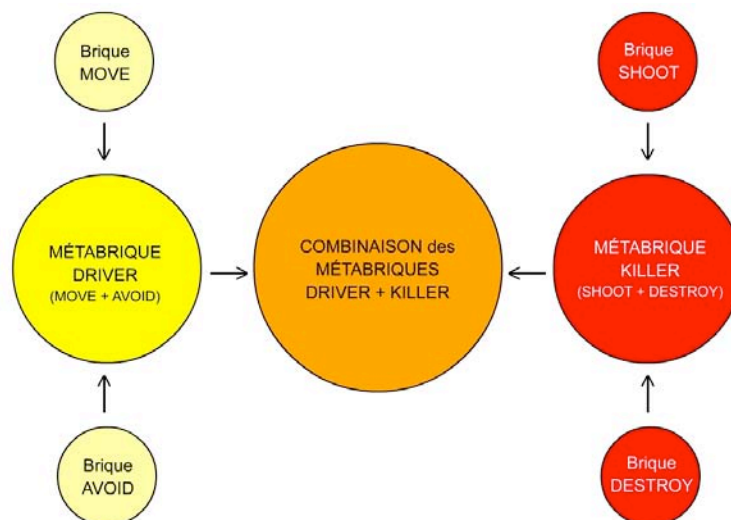 Brique
MOVE
Brique
SHOOT
MÉTABRIQUE
DRIVER
(MOVE + AVOID)
COMBINAISON des
MÉTABRIQUES
DRIVER + KILLER
MÉTABRIQUE
KILLER
(SHOOT + DESTROY)
Brique
AVOID
Brique
DESTROY